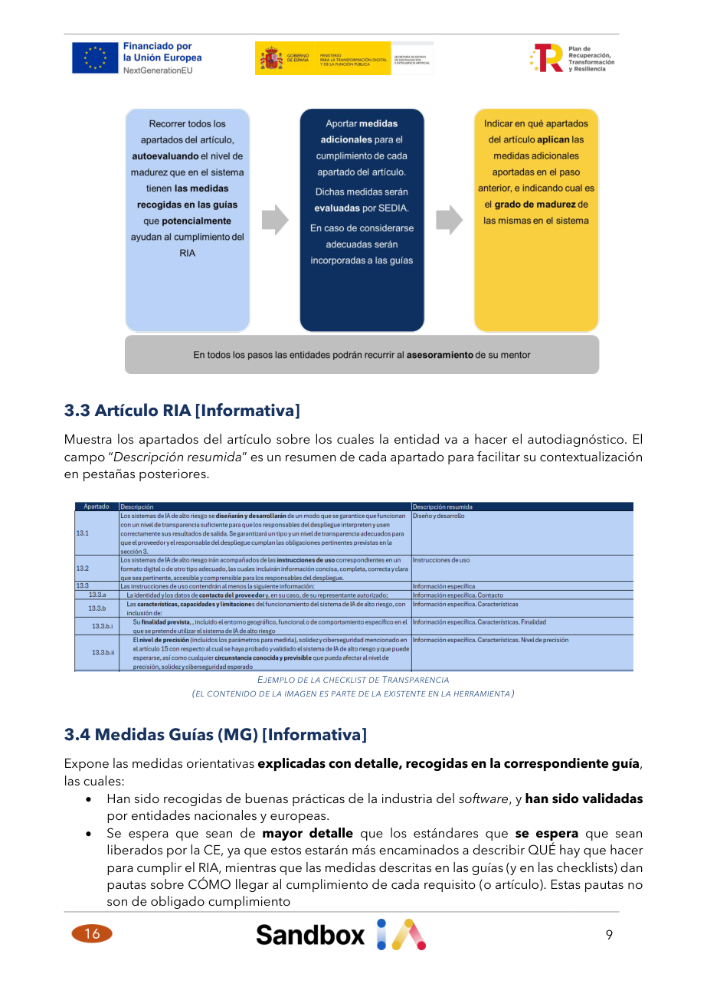 Financiado por
la Unión Europea
NextGenerationEU
GOBIERNO
DE ESPAÑA
MINISTERIO
PARA LA TRANSFORMACIÓN DIGITAL
Y DE LA FUNCIÓN PÚBLICA
SECRETARÍA DE ESTADO
DE DIGITALIZACIÓN
E INTELIGENCIA ARTIFICIAL
Plan de
Recuperación,
Transformación
y Resiliencia
Recorrer todos los
apartados del artículo,
autoevaluando el nivel de
madurez que en el sistema
tienen las medidas
recogidas en las guías
que potencialmente
ayudan al cumplimiento del
RIA
Aportar medidas
adicionales para el
cumplimiento de cada
apartado del artículo.
Dichas medidas serán
evaluadas por SEDIA.
En caso de considerarse
adecuadas serán
incorporadas a las guías
Indicar en qué apartados
del artículo aplican las
medidas adicionales
aportadas en el paso
anterior, e indicando cual es
el grado de madurez de
las mismas en el sistema
En todos los pasos las entidades podrán recurrir al asesoramiento de su mentor
3.3 Artículo RIA [Informativa]
Muestra los apartados del artículo sobre los cuales la entidad va a hacer el autodiagnóstico. El
campo "Descripción resumida" es un resumen de cada apartado para facilitar su contextualización
en pestañas posteriores.
Apartado Descripción Descripción resumida
13.1
Los sistemas de IA de alto riesgo se diseñarán y desarrollarán de un modo que se garantice que funcionan
con un nivel de transparencia suficiente para que los responsables del despliegue interpreten y usen
correctamente sus resultados de salida. Se garantizará un tipo y un nivel de transparencia adecuados para
que el proveedor y el responsable del despliegue cumplan las obligaciones pertinentes previstas en la
sección 3.
Diseño y desarrollo
13.2
Los sistemas de IA de alto riesgo irán acompañados de las instrucciones de uso correspondientes en un
formato digital o de otro tipo adecuado, las cuales incluirán información concisa, completa, correcta y clara
que sea pertinente, accesible y comprensible para los responsables del despliegue.
Instrucciones de uso
13.3 Las instrucciones de uso contendrán al menos la siguiente información: Información específica
13.3.a La identidad y los datos de contacto del proveedor y, en su caso, de su representante autorizado; Información específica. Contacto
13.3.b
Las características, capacidades y limitaciones del funcionamiento del sistema de IA de alto riesgo, con
inclusión de:
Información específica. Características
13.3.b.i
Su finalidad prevista, , incluido el entorno geográfico, funcional o de comportamiento específico en el
que se pretende utilizar el sistema de IA de alto riesgo
Información específica. Características. Finalidad
13.3.b.ii
El nivel de precisión (incluidos los parámetros para medirla), solidez y ciberseguridad mencionado en
el artículo 15 con respecto al cual se haya probado y validado el sistema de IA de alto riesgo y que puede
esperarse, así como cualquier circunstancia conocida y previsible que pueda afectar al nivel de
precisión, solidez y ciberseguridad esperado
Información específica. Características. Nivel de precisión
EJEMPLO DE LA CHECKLIST DE TRANSPARENCIA
(EL CONTENIDO DE LA IMAGEN ES PARTE DE LA EXISTENTE EN LA HERRAMIENTA)
3.4 Medidas Guías (MG) [Informativa]
Expone las medidas orientativas explicadas con detalle, recogidas en la correspondiente guía,
las cuales:
• Han sido recogidas de buenas prácticas de la industria del software, y han sido validadas
por entidades nacionales y europeas.
• Se espera que sean de mayor detalle que los estándares que se espera que sean
liberados por la CE, ya que estos estarán más encaminados a describir QUÉ hay que hacer
para cumplir el RIA, mientras que las medidas descritas en las guías (y en las checklists) dan
pautas sobre CÓMO llegar al cumplimiento de cada requisito (o artículo). Estas pautas no
son de obligado cumplimiento
16
Sandbox IA
9